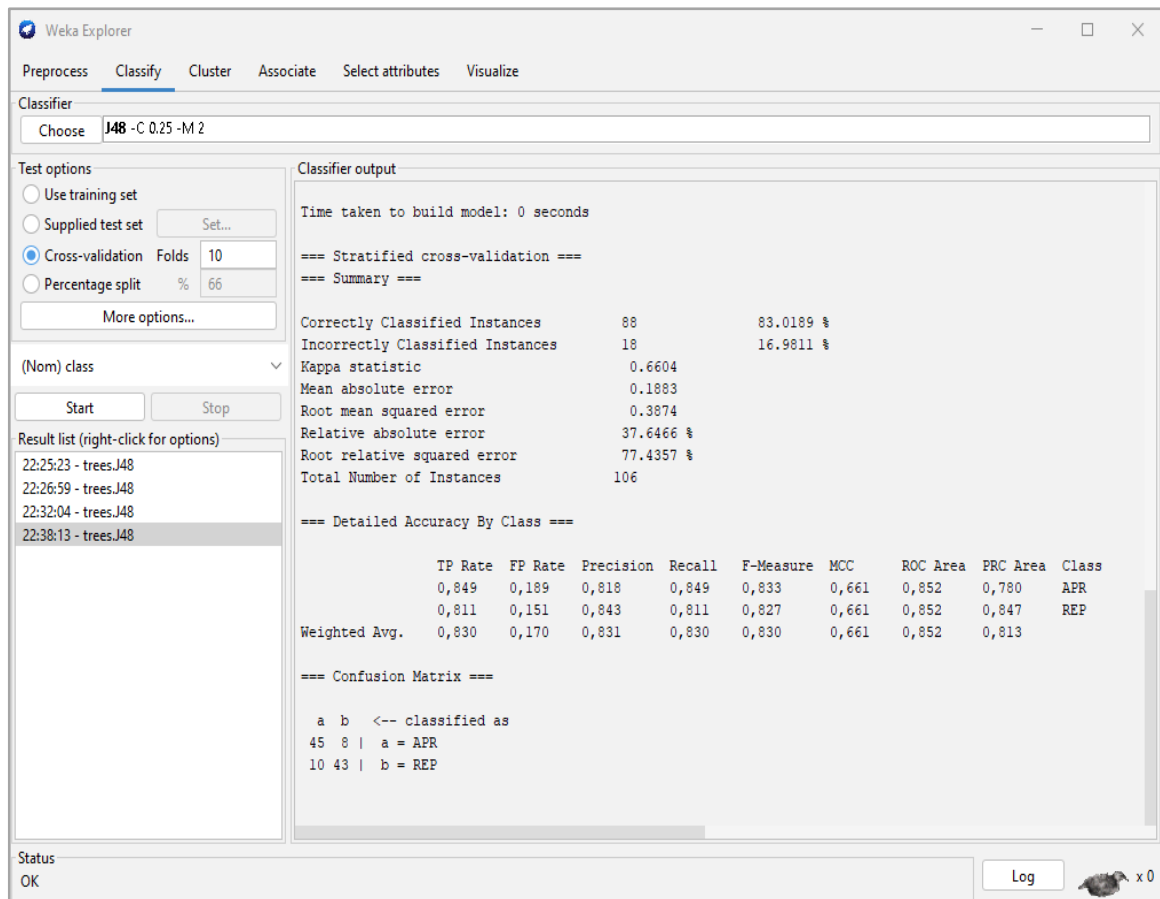 Weka Explorer
Preprocess Classify Cluster Associate Select attributes Visualize
Classifier
Choose J48 -C 0.25 -M 2
Test options
Use training set
Supplied test set Set...
Cross-validation Folds 10
Percentage split % 66
More options...
(Nom) class
Start Stop
Result list (right-click for options)
22:25:23 - trees.J48
22:26:59 - trees.J48
22:32:04 - trees.J48
22:38:13 - trees.J48
Classifier output
Time taken to build model: 0 seconds
=== Stratified cross-validation ===
=== Summary ===
Correctly Classified Instances 88 83.0189 %
Incorrectly Classified Instances 18 16.9811 %
Kappa statistic 0.6604
Mean absolute error 0.1883
Root mean squared error 0.3874
Relative absolute error 37.6466 %
Root relative squared error 77.4357 %
Total Number of Instances 106
=== Detailed Accuracy By Class ===
TP Rate FP Rate Precision Recall F-Measure MCC ROC Area PRC Area Class
0,849 0,189 0,818 0,849 0,833 0,661 0,852 0,780 APR
0,811 0,151 0,843 0,811 0,827 0,661 0,852 0,847 REP
Weighted Avg. 0,830 0,170 0,831 0,830 0,830 0,661 0,852 0,813
=== Confusion Matrix ===
a b <-- classified as
45 8 | a = APR
10 43 | b = REP
Status
OK
Log
x 0